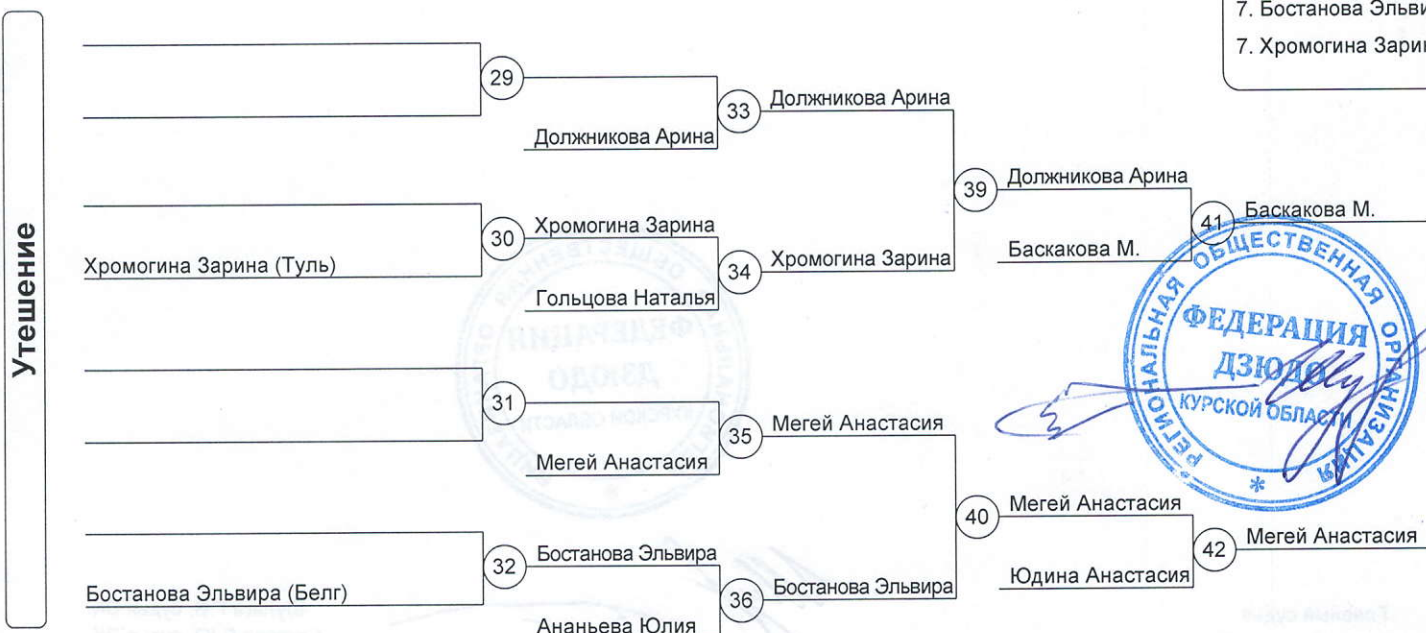 7. Бостанова Эльви
7. Хромогина Зари
Утешение
29
33
Должникова Арина
Должникова Арина
39
Должникова Арина
41
Баскакова М.
30
Хромогина Зарина
Хромогина Зарина (Туль)
34
Хромогина Зарина
Баскакова М.
Гольцова Наталья
РЕГИОНАЛЬНАЯ ОБЩЕСТВЕННАЯ ОРГАНИЗАЦИЯ
ФЕДЕРАЦИЯ
ДЗЮДО
КУРСКОЙ ОБЛАСТИ
*
31
35
Мегей Анастасия
Мегей Анастасия
40
Мегей Анастасия
42
Мегей Анастасия
32
Бостанова Эльвира
Бостанова Эльвира (Белг)
36
Бостанова Эльвира
Юдина Анастасия
Ананьева Юлия